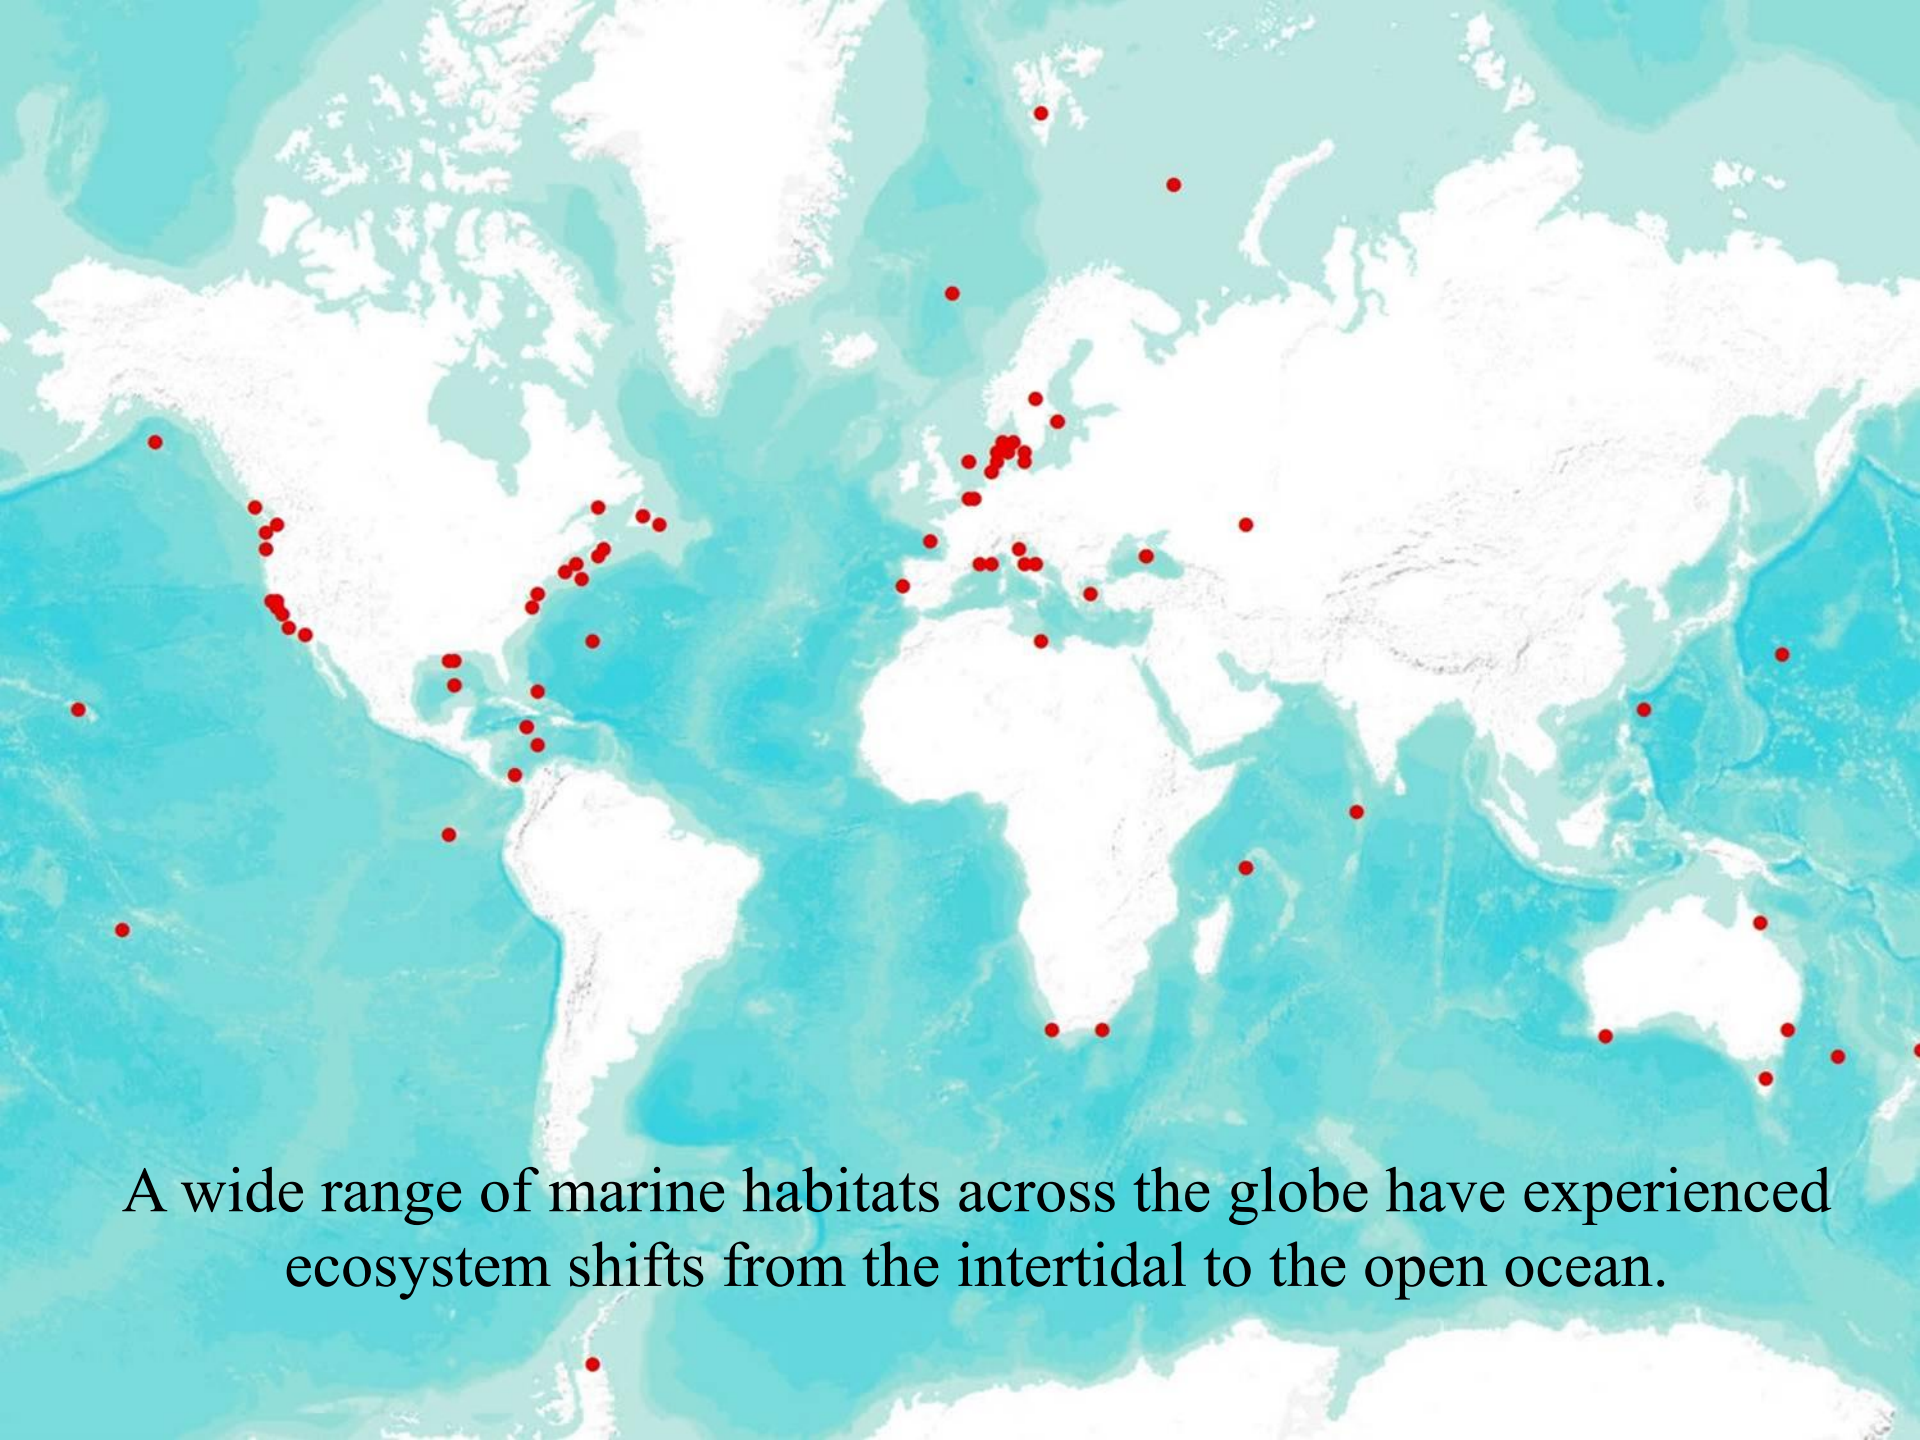 A wide range of marine habitats across the globe have experienced
ecosystem shifts from the intertidal to the open ocean.